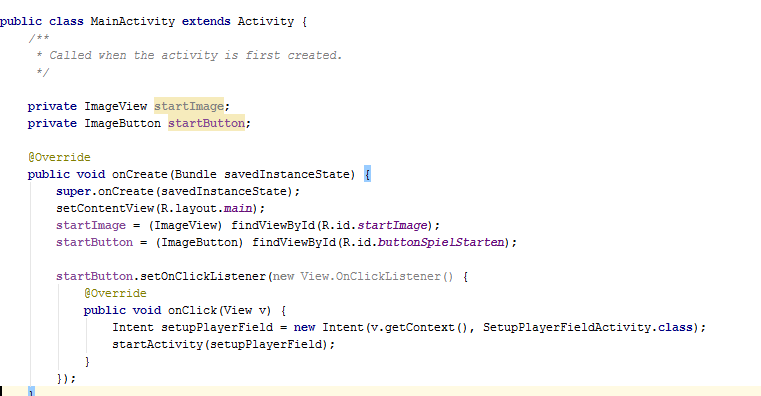 public class MainActivity extends Activity {
    /**
     * Called when the activity is first created.
     */

    private ImageView startImage;
    private ImageButton startButton;

    @Override
    public void onCreate(Bundle savedInstanceState) {
        super.onCreate(savedInstanceState);
        setContentView(R.layout.main);
        startImage = (ImageView) findViewById(R.id.startImage);
        startButton = (ImageButton) findViewById(R.id.buttonSpielStarten);

        startButton.setOnClickListener(new View.OnClickListener() {
            @Override
            public void onClick(View v) {
                Intent setupPlayerField = new Intent(v.getContext(), SetupPlayerFieldActivity.class);
                startActivity(setupPlayerField);
            }
        });
    }